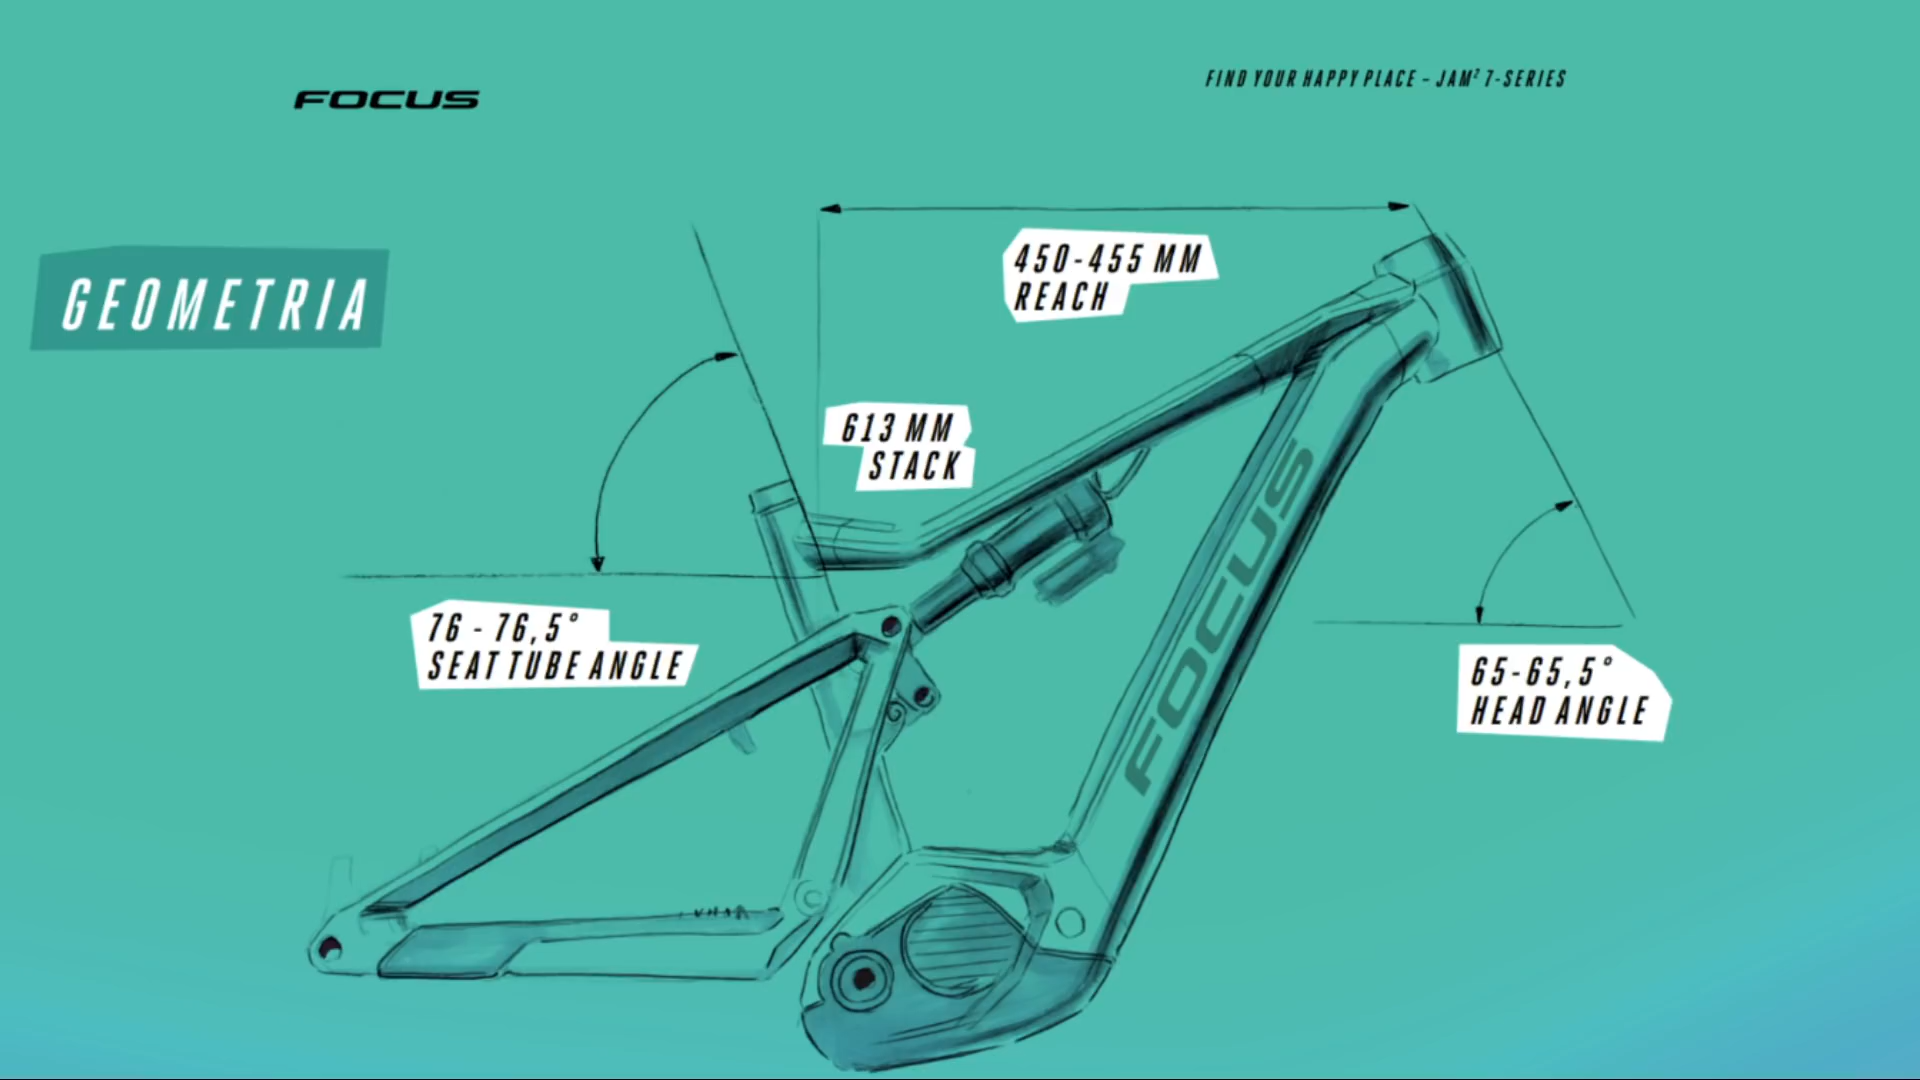 FOCUS
FIND YOUR HAPPY PLACE – JAM² 7-SERIES
GEOMETRIA
450-455 MM
REACH
613 MM
STACK
76 - 76,5°
SEAT TUBE ANGLE
65-65,5°
HEAD ANGLE
FOCUS